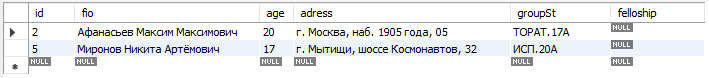 id fio age adress groupSt felloship
2 Афанасьев Максим Максимович 20 г. Москва, наб. 1905 года, 05 ТОРАТ.17А NULL
5 Миронов Никита Артёмович 17 г. Мытищи, шоссе Космонавтов, 32 ИСП.20А NULL
NULL NULL NULL NULL NULL NULL